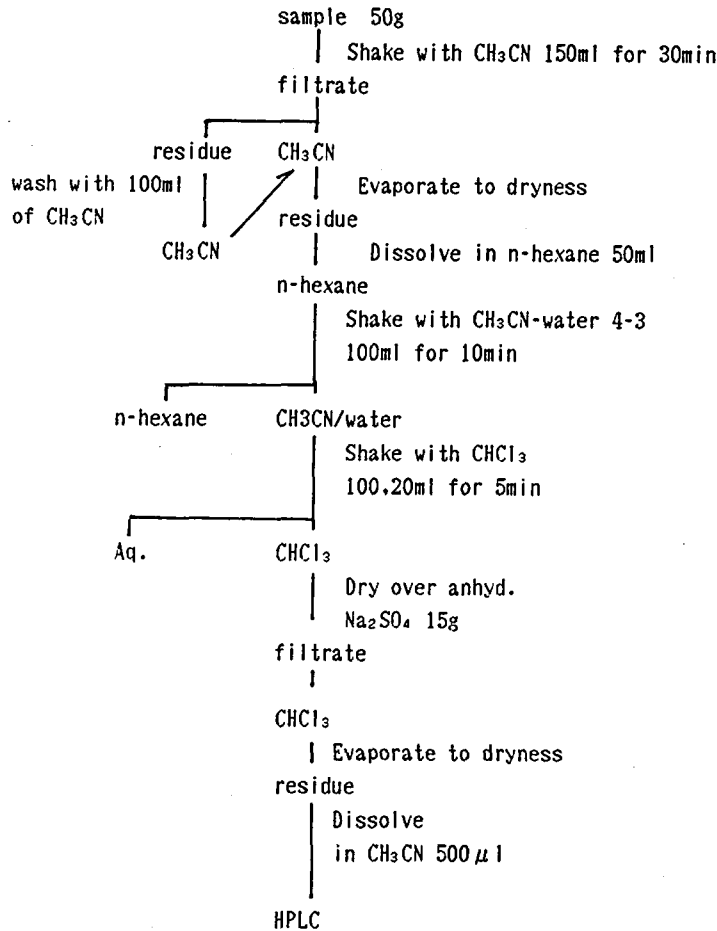 sample 50g
Shake with CH₃CN 150ml for 30min
filtrate
residue CH₃CN
wash with 100ml
of CH₃CN
Evaporate to dryness
residue
CH₃CN
Dissolve in n-hexane 50ml
n-hexane
Shake with CH₃CN-water 4-3
100ml for 10min
n-hexane CH3CN/water
Shake with CHCl₃
100.20ml for 5min
Aq. CHCl₃
Dry over anhyd.
Na₂SO₄ 15g
filtrate
CHCl₃
Evaporate to dryness
residue
Dissolve
in CH₃CN 500μl
HPLC